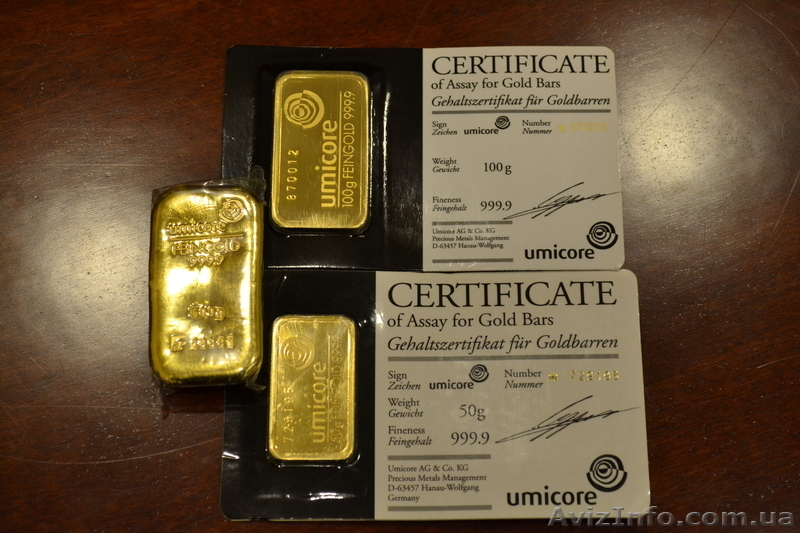 CERTIFICATE
of Assay for Gold Bars
Gehaltszertifikat für Goldbarren
Sign
Zeichen
umicore
Number
Nummer
Weight
Gewicht
100 g
Fineness
Feingehalt
999.9
Umicore AG & Co. KG
Precious Metals Management
D-63457 Hanau-Wolfgang
umicore
umicore
100g FEINGOLD 999.9
870012
umicore
FEINGOLD
CERTIFICATE
of Assay for Gold Bars
Gehaltszertifikat für Goldbarren
Sign
Zeichen
umicore
Number
Nummer
Weight
Gewicht
50g
Fineness
Feingehalt
999.9
Umicore AG & Co. KG
Precious Metals Management
D-63457 Hanau-Wolfgang
Germany
umicore
umicore
AvizInfo.com.ua